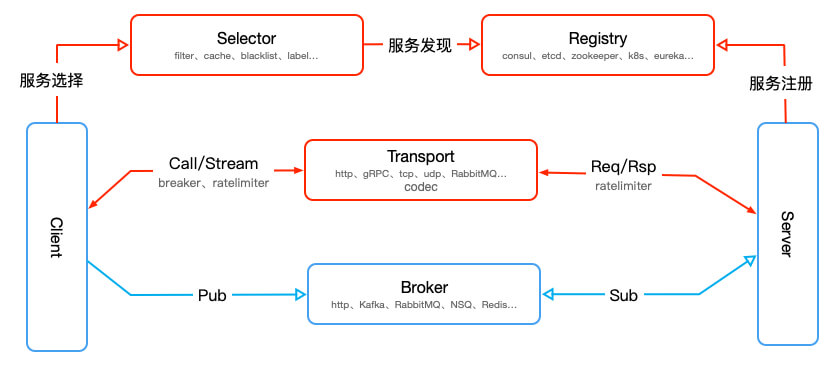 Selector
filter、cache、blacklist、label...
服务发现
Registry
consul、etcd、zookeeper、k8s、eureka...
服务选择
服务注册
Call/Stream
breaker、ratelimiter
Transport
http、gRPC、tcp、udp、RabbitMQ...
codec
Req/Rsp
ratelimiter
Client
Server
Pub
Broker
http、Kafka、RabbitMQ、NSQ、Redis...
Sub